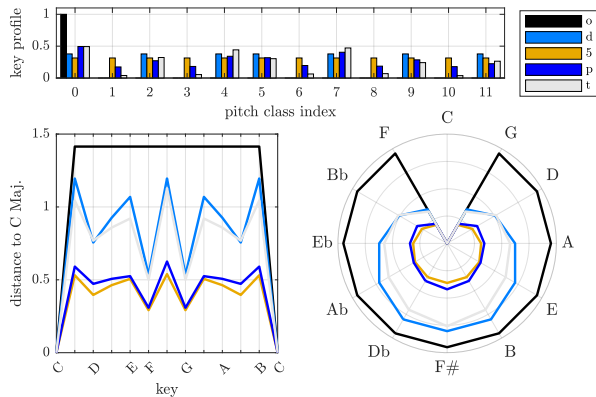 key profile
1
0.5
0
0 1 2 3 4 5 6 7 8 9 10 11
pitch class index
o
d
5
p
t
distance to C Maj.
1.5
1
0.5
0
C D E F G A B C
key
C
G
D
A
E
B
F#
Db
Ab
Eb
Bb
F